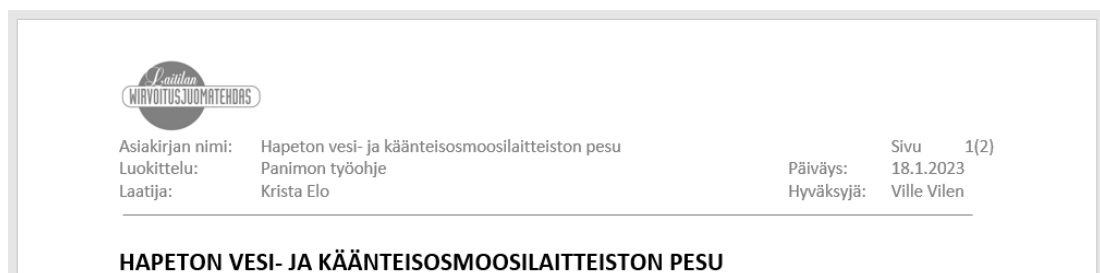 Laitilan
WIRVOITUSJUOMATEHDAS
Asiakirjan nimi: Hapeton vesi- ja käänteisosmoosilaitteiston pesu Sivu 1(2)
Luokittelu: Panimon työohje Päiväys: 18.1.2023
Laatija: Krista Elo Hyväksyjä: Ville Vilen
HAPETON VESI- JA KÄÄNTEISOSMOOSILAITTEISTON PESU